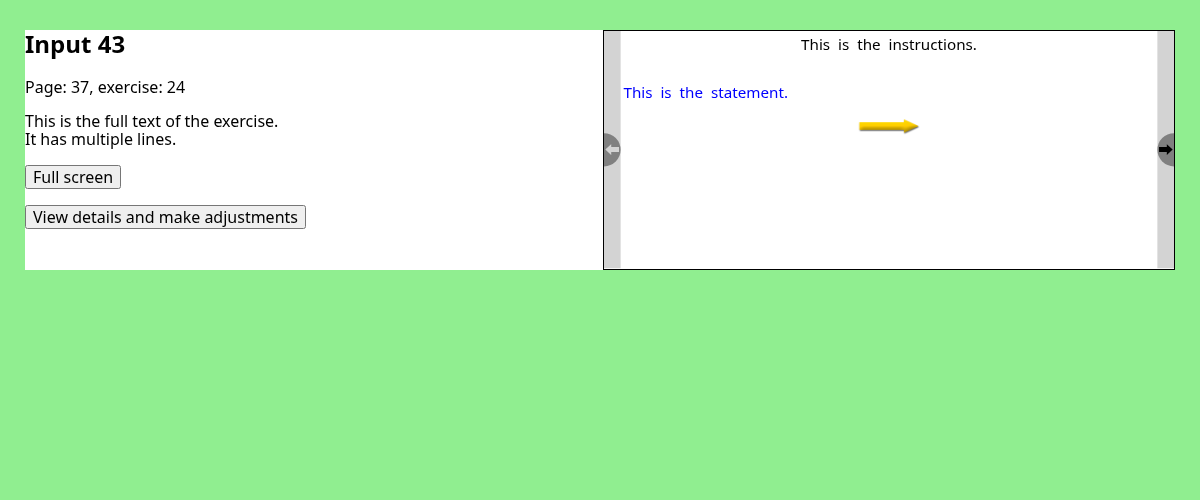 Input 43
Page: 37, exercise: 24
This is the full text of the exercise.
It has multiple lines.
Full screen
View details and make adjustments
This is the instructions.
This is the statement.